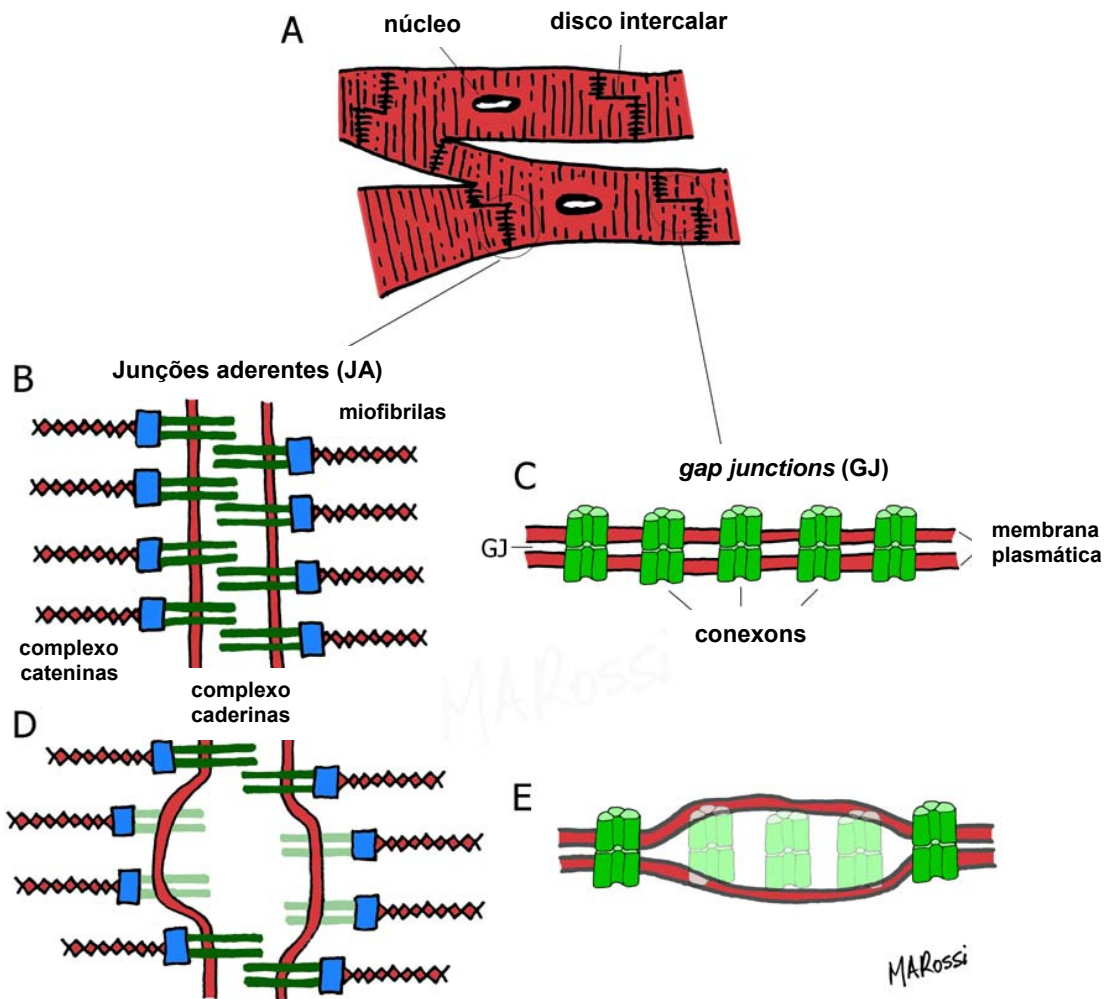 A
núcleo
disco intercalar
B
Junções aderentes (JA)
miofibrilas
C
gap junctions (GJ)
GJ
membrana
plasmática
conexons
complexo
cateninas
complexo
caderinas
MARossi
D
E
MARossi